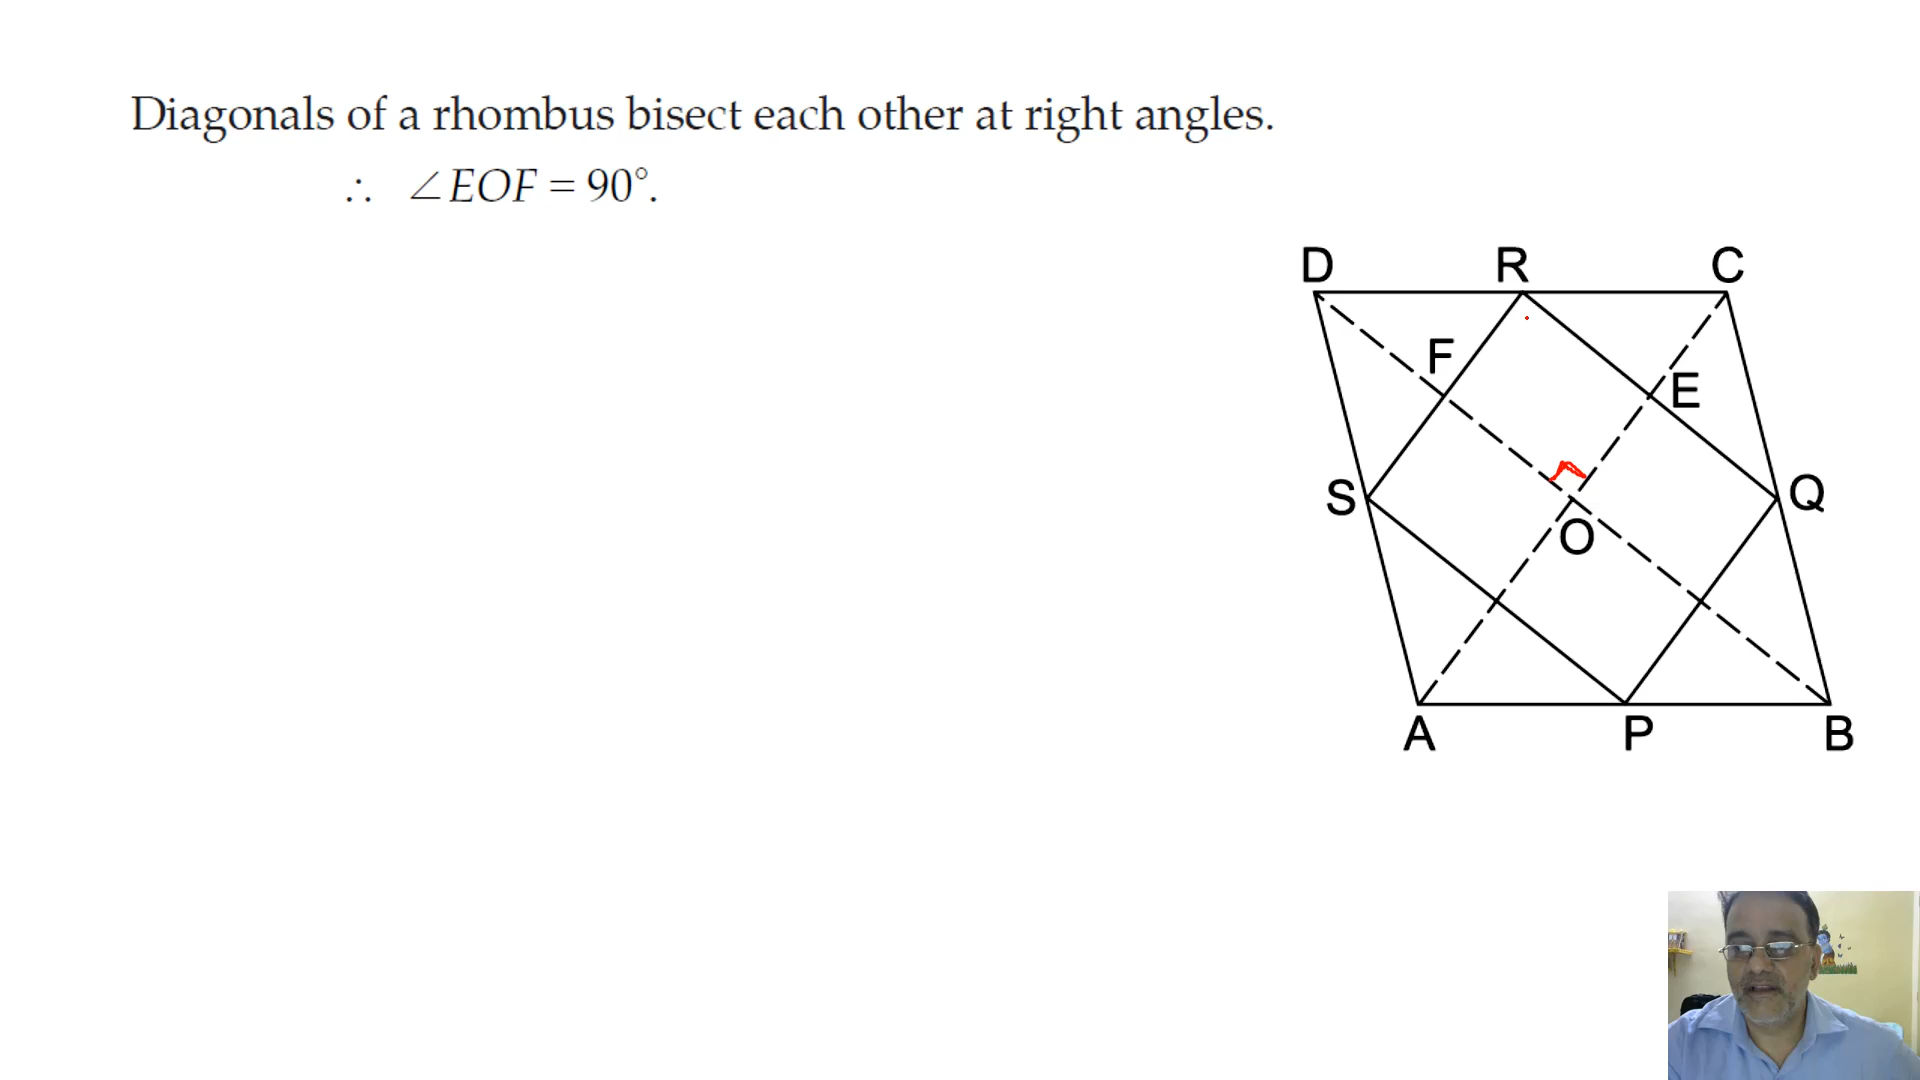 Diagonals of a rhombus bisect each other at right angles.
∴ ∠EOF = 90°.
D R C
F
E
S
Q
O
A P B